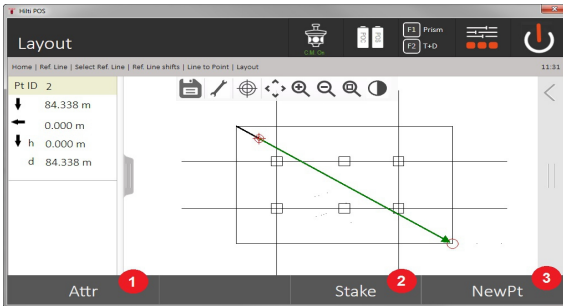 Hilti POS
Layout
C.M. On
POC
POS
F1 Prism
F2 T+D
Home | Ref. Line | Select Ref. Line | Ref. Line shifts | Line to Point | Layout
11:31
Pt ID 2
84.338 m
0.000 m
h 0.000 m
d 84.338 m
Attr
1
Stake
2
NewPt
3